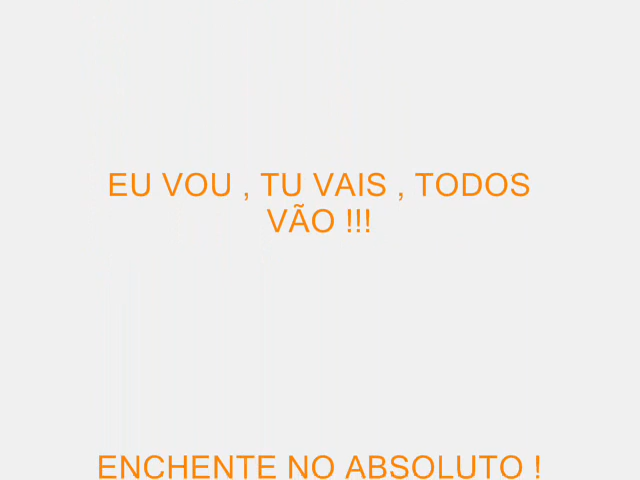 EU VOU , TU VAIS , TODOS
VÃO !!!
ENCHENTE NO ABSOLUTO !